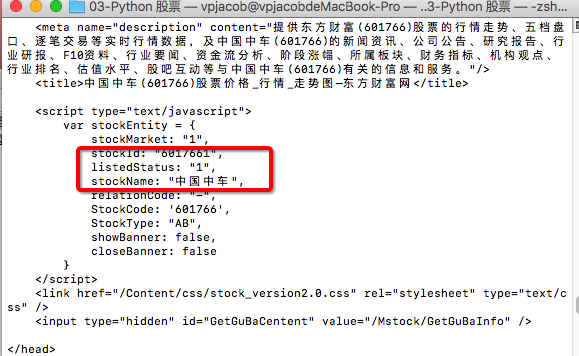 03-Python 股票 — vpjacob@vpjacobdeMacBook-Pro — ..3-Python 股票 — -zsh...
<meta name="description" content="提供东方财富(601766)股票的行情走势、五档盘
口、逐笔交易等实时行情数据，及中国中车(601766)的新闻资讯、公司公告、研究报告、行
业研报、F10资料、行业要闻、资金流分析、阶段涨幅、所属板块、财务指标、机构观点、
行业排名、估值水平、股吧互动等与中国中车(601766)有关的信息和服务。"/>
<title>中国中车(601766)股票价格_行情_走势图—东方财富网</title>
<script type="text/javascript">
var stockEntity = {
stockMarket: "1",
stockId: "6017661",
listedStatus: "1",
stockName: "中国中车",
relationCode: "-",
StockCode: '601766',
StockType: "AB",
showBanner: false,
closeBanner: false
}
</script>
<link href="/Content/css/stock_version2.0.css" rel="stylesheet" type="text/c
ss" />
<input type="hidden" id="GetGuBaCentent" value="/Mstock/GetGuBaInfo" />
</head>